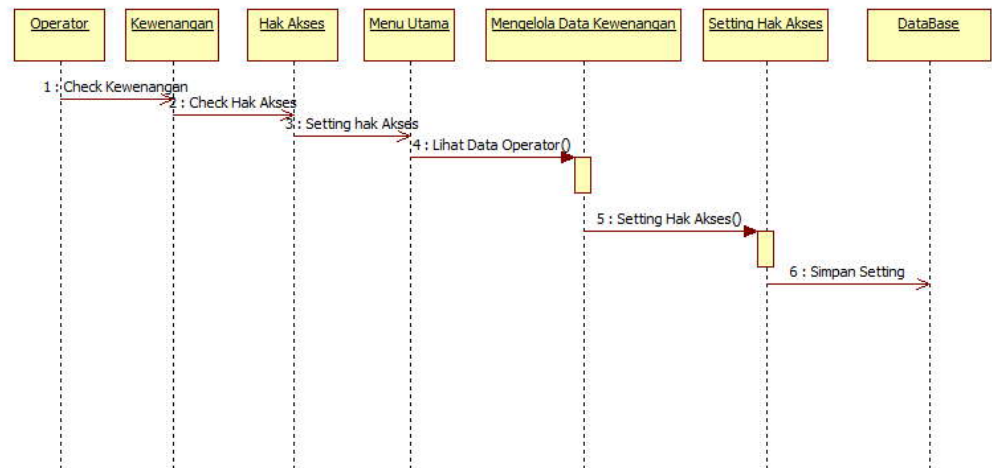 Operator
Kewenangan
Hak Akses
Menu Utama
Mengelola Data Kewenangan
Setting Hak Akses
DataBase
1 : Check Kewenangan
2 : Check Hak Akses
3 : Setting hak Akses
4 : Lihat Data Operator()
5 : Setting Hak Akses()
6 : Simpan Setting